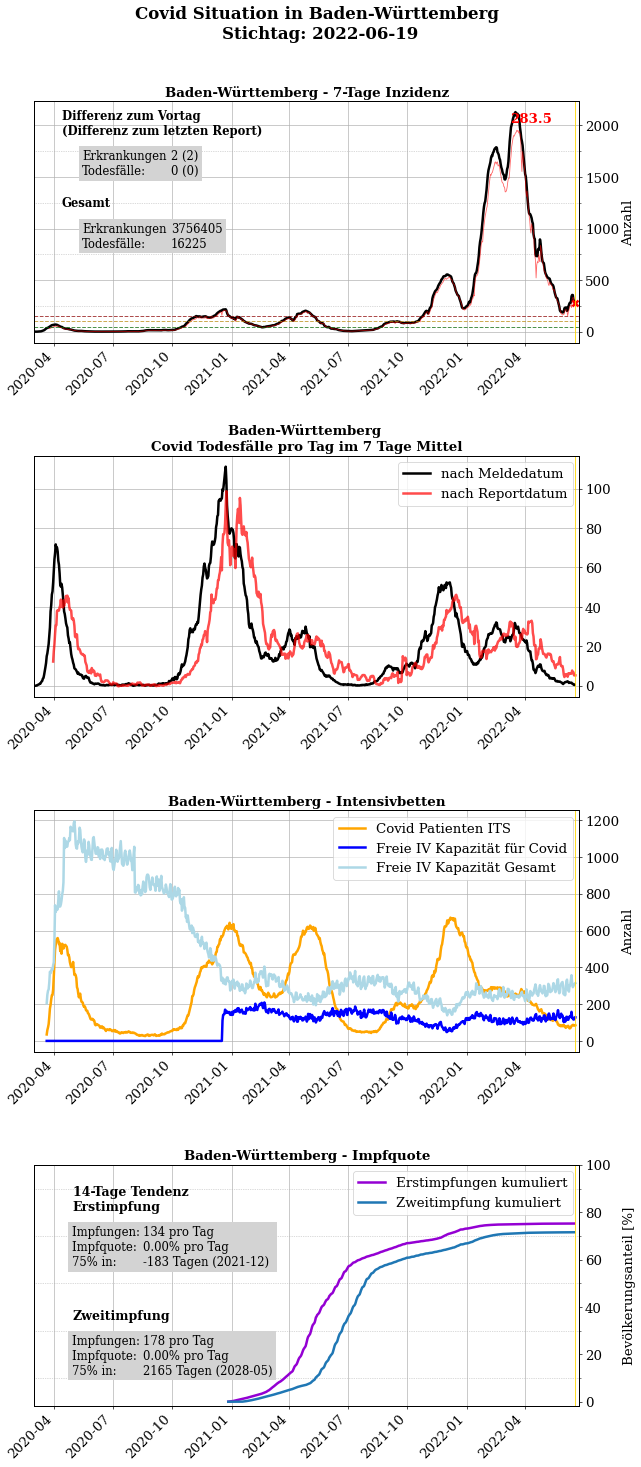 Covid Situation in Baden-Württemberg
Stichtag: 2022-06-19
Baden-Württemberg - 7-Tage Inzidenz
Differenz zum Vortag
(Differenz zum letzten Report)
Erkrankungen 2 (2)
Todesfälle: 0 (0)
Gesamt
Erkrankungen 3756405
Todesfälle: 16225
283.5
2000
1500
1000
500
0
Anzahl
2020-04
2020-07
2020-10
2021-01
2021-04
2021-07
2021-10
2022-01
2022-04
Baden-Württemberg
Covid Todesfälle pro Tag im 7 Tage Mittel
nach Meldedatum
nach Reportdatum
100
80
60
40
20
0
2020-04
2020-07
2020-10
2021-01
2021-04
2021-07
2021-10
2022-01
2022-04
Baden-Württemberg - Intensivbetten
Covid Patienten ITS
Freie IV Kapazität für Covid
Freie IV Kapazität Gesamt
1200
1000
800
600
400
200
0
Anzahl
2020-04
2020-07
2020-10
2021-01
2021-04
2021-07
2021-10
2022-01
2022-04
Baden-Württemberg - Impfquote
14-Tage Tendenz
Erstimpfung
Impfungen: 134 pro Tag
Impfquote: 0.00% pro Tag
75% in: -183 Tagen (2021-12)
Zweitimpfung
Impfungen: 178 pro Tag
Impfquote: 0.00% pro Tag
75% in: 2165 Tagen (2028-05)
Erstimpfungen kumuliert
Zweitimpfung kumuliert
100
80
60
40
20
0
Bevölkerungsanteil [%]
2020-04
2020-07
2020-10
2021-01
2021-04
2021-07
2021-10
2022-01
2022-04